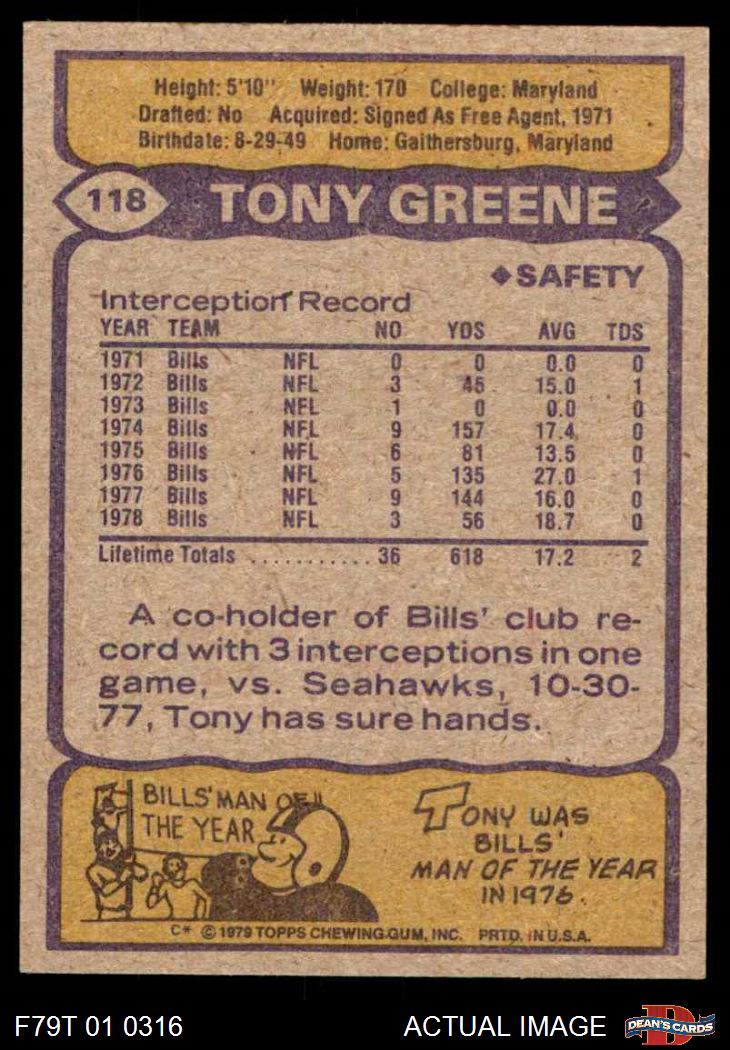 Height: 5'10" Weight: 170 College: Maryland
Drafted: No Acquired: Signed As Free Agent, 1971
Birthdate: 8-29-49 Home: Gaithersburg, Maryland
118 TONY GREENE
◆SAFETY
Interception Record
YEAR TEAM NO YDS AVG TDS
1971 Bills NFL 0 0 0.0 0
1972 Bills NFL 3 45 15.0 1
1973 Bills NFL 1 0 0.0 0
1974 Bills NFL 9 157 17.4 0
1975 Bills NFL 6 81 13.5 0
1976 Bills NFL 5 135 27.0 1
1977 Bills NFL 9 144 16.0 0
1978 Bills NFL 3 56 18.7 0
Lifetime Totals ........... 36 618 17.2 2
A co-holder of Bills' club re-
cord with 3 interceptions in one
game, vs. Seahawks, 10-30-
77, Tony has sure hands.
BILLS' MAN OF
THE YEAR
TONY WAS
BILLS'
MAN OF THE YEAR
IN 1976.
C* © 1979 TOPPS CHEWING GUM, INC. PRTD. IN U.S.A.
F79T 01 0316 ACTUAL IMAGE D DEAN'S CARDS